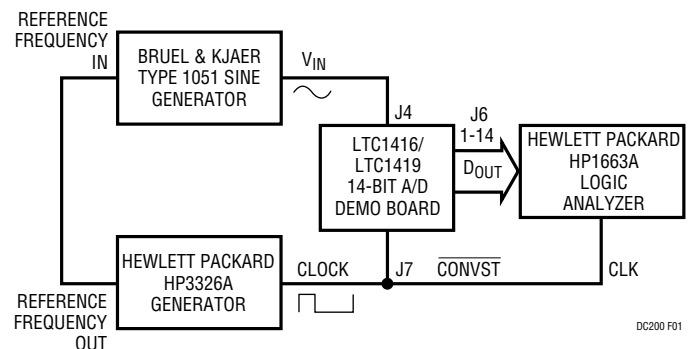 REFERENCE
FREQUENCY
IN
BRUEL & KJAER
TYPE 1051 SINE
GENERATOR
VIN
J4
J6
1-14
DOUT
LTC1416/
LTC1419
14-BIT A/D
DEMO BOARD
HEWLETT PACKARD
HP1663A
LOGIC
ANALYZER
HEWLETT PACKARD
HP3326A
GENERATOR
CLOCK
J7
CONVST
CLK
REFERENCE
FREQUENCY
OUT
DC200 F01